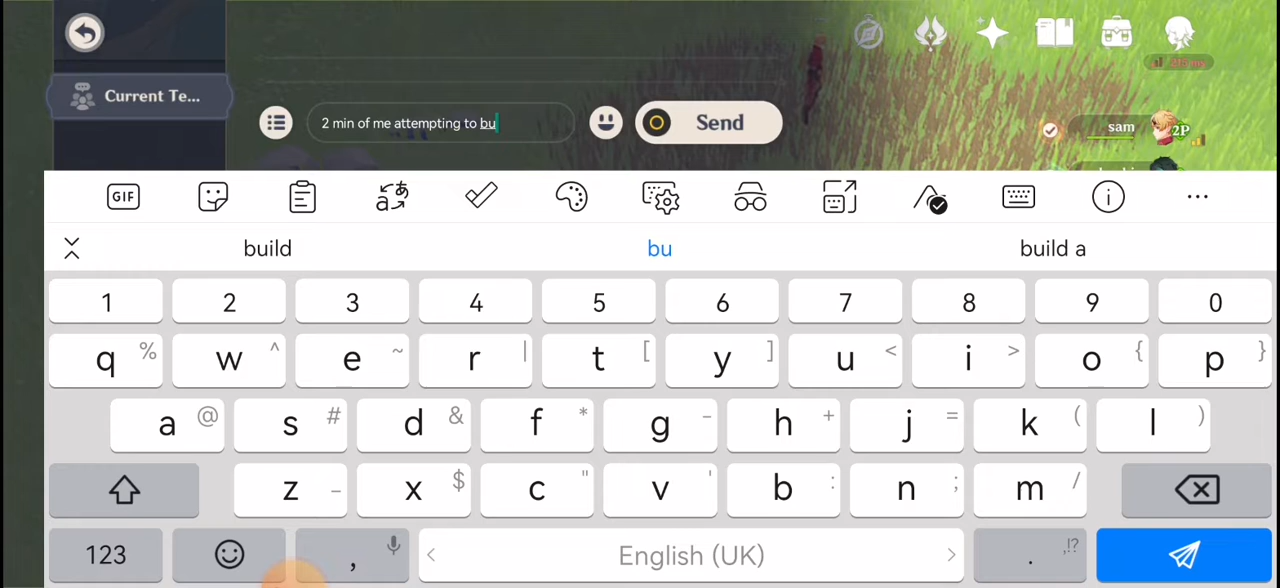 Current Te...
2 min of me attempting to bu
Send
sam
2P
GIF
build
bu
build a
1 2 3 4 5 6 7 8 9 0
q % w ^ e ~ r | t [ y ] u < i > o { p }
a @ s # d & f * g - h + j = k ( l )
z _ x $ c " v ' b : n ; m /
123 , < English (UK) > . ,!?